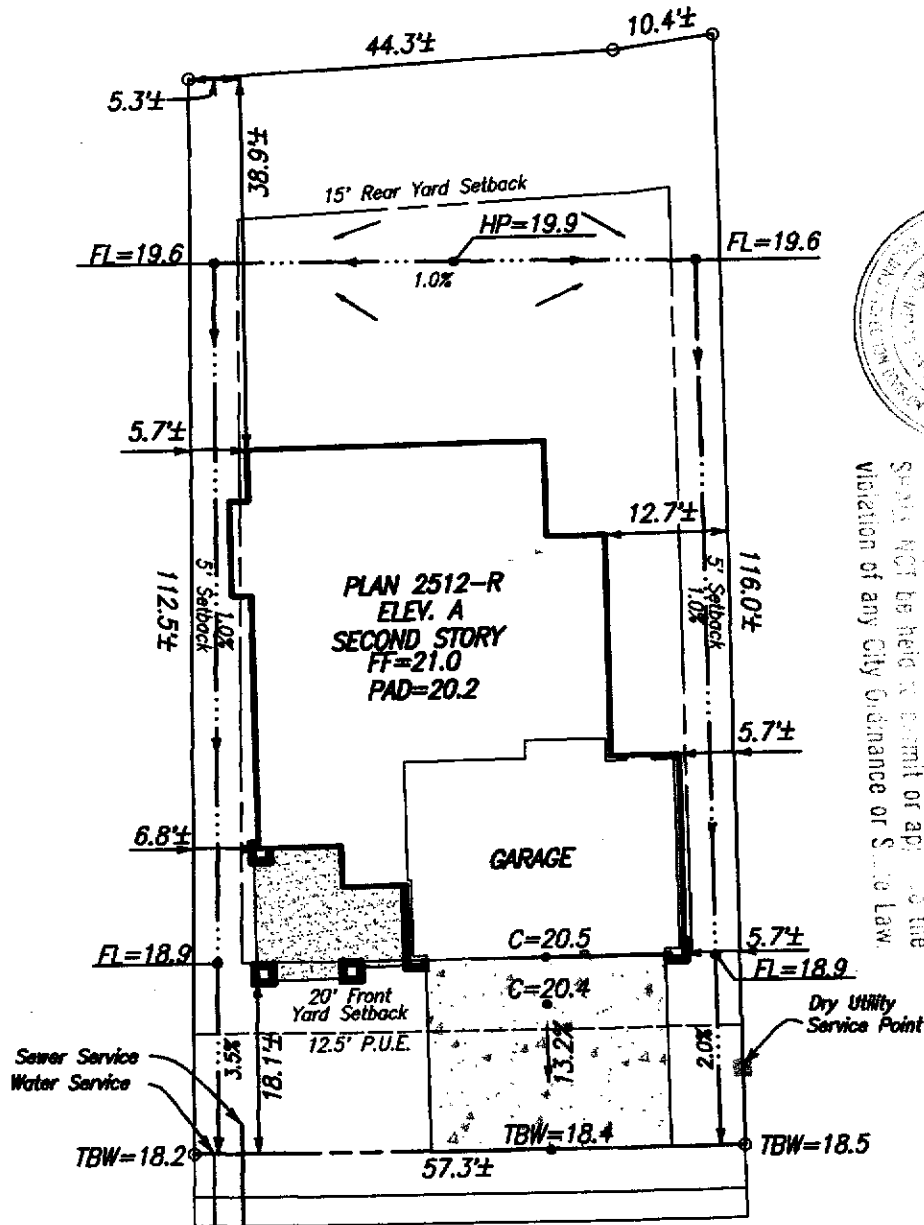 10.4'±
44.3'±
5.3'±
38.9'±
15' Rear Yard Setback
HP=19.9
FL=19.6
FL=19.6
1.0%
5.7'±
12.7'±
112.5'±
5' Setback
1.0%
PLAN 2512-R
ELEV. A
SECOND STORY
FF=21.0
PAD=20.2
5' Setback
1.0%
116.0'±
NOT be held
the
violation of any City Ordinance or Law
5.7'±
6.8'±
GARAGE
C=20.5
5.7'±
FL=18.9
FL=18.9
C=20.4
20' Front
Yard Setback
12.5' P.U.E.
Dry Utility
Service Point
Sewer Service
Water Service
3.5%
18.1'±
13.2%
2.0%
TBW=18.2
TBW=18.4
TBW=18.5
57.3'±